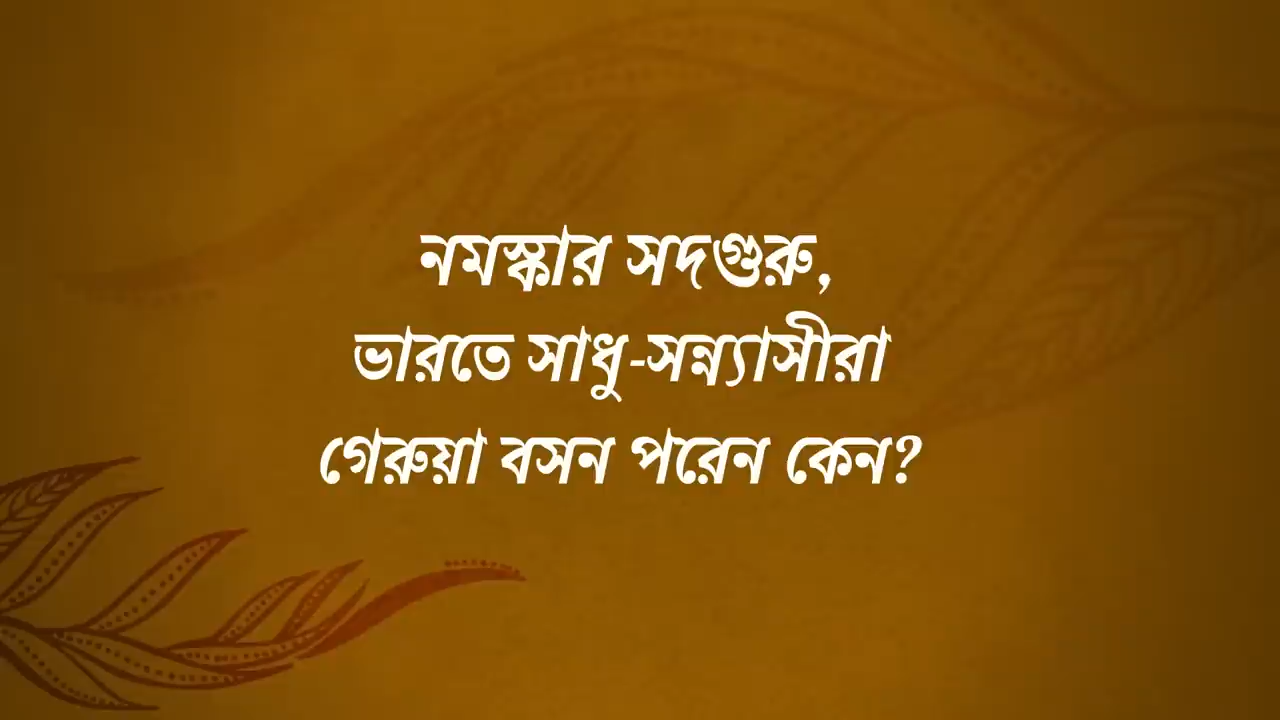 নমস্কার সদগুরু,
ভারতে সাধু-সন্ন্যাসীরা
গেরুয়া বসন পরেন কেন?